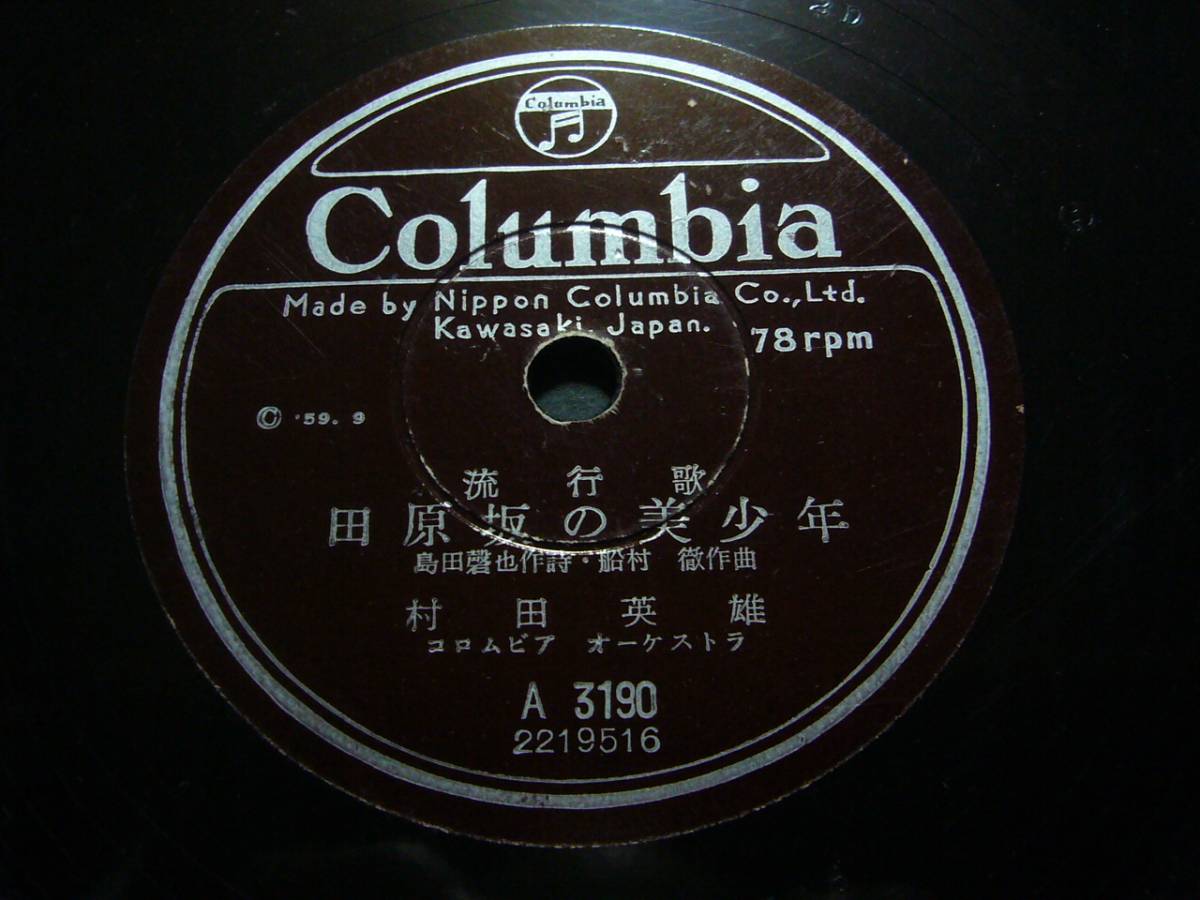 Columbia
Columbia
Made by Nippon Columbia Co.,Ltd.
Kawasaki, Japan.
78rpm
© '59. 9
流行歌
田原坂の美少年
島田磬也作詩・船村 徹作曲
村田英雄
コロムビア オーケストラ
A 3190
2219516